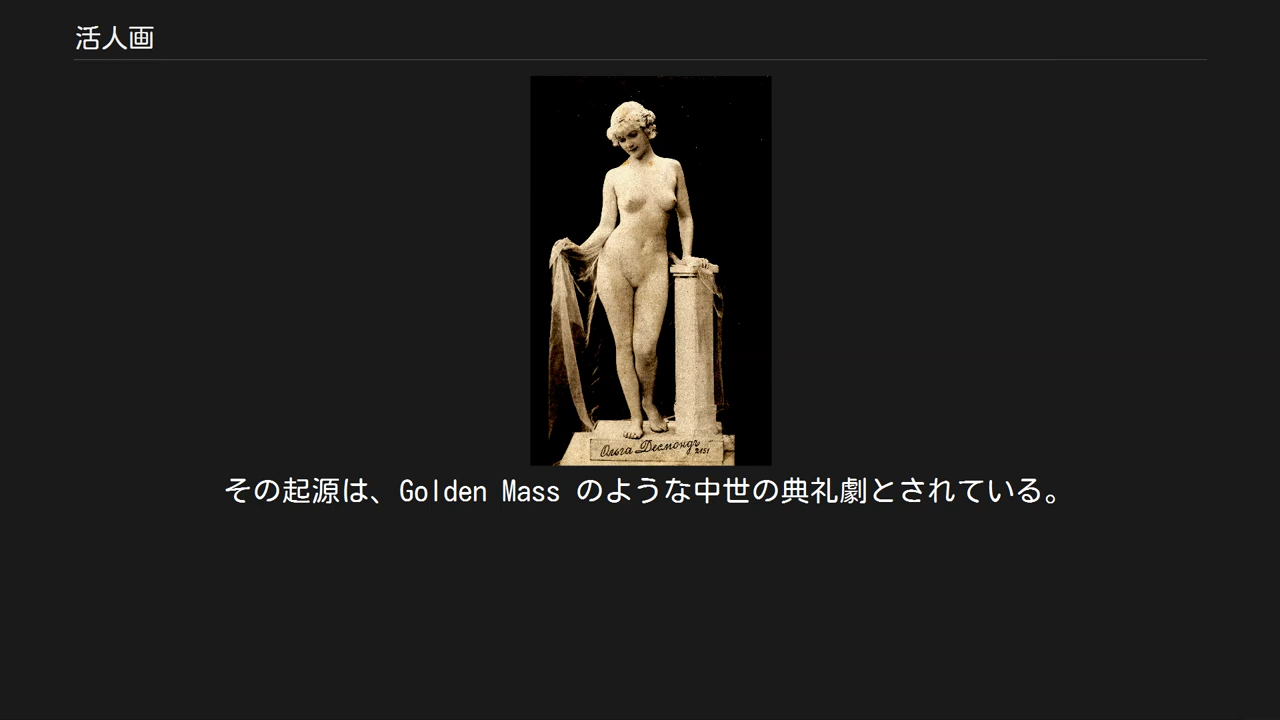 活人画
Ольга Десмондъ
2151
その起源は、Golden Mass のような中世の典礼劇とされている。